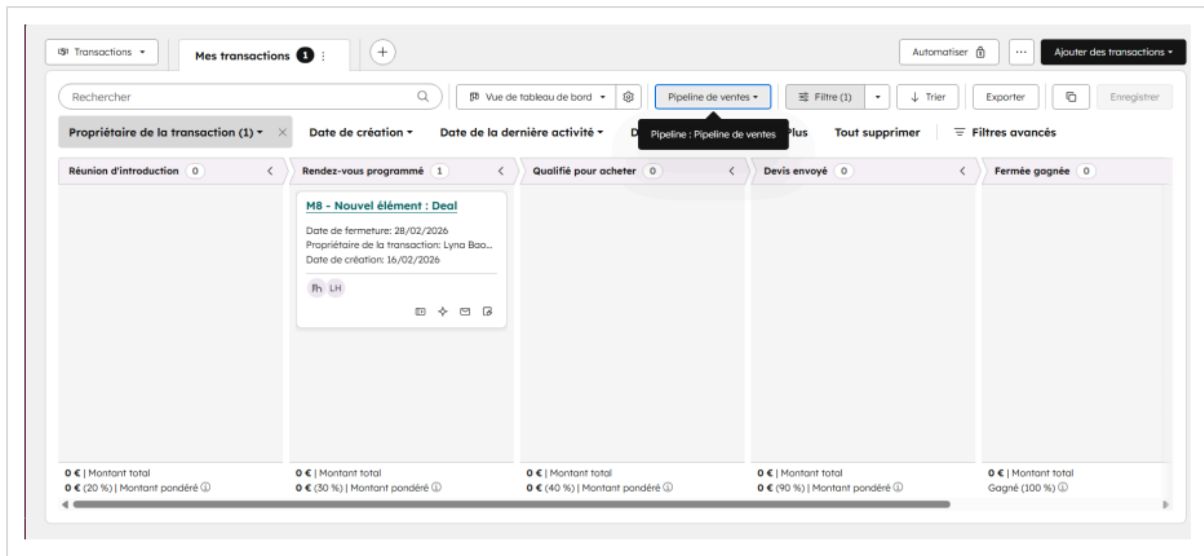 Transactions
Mes transactions 1
Automatiser
Ajouter des transactions
Rechercher
Vue de tableau de bord
Pipeline de ventes
Filtre (1)
Trier
Exporter
Enregistrer
Propriétaire de la transaction (1)
Date de création
Date de la dernière activité
D
Plus
Tout supprimer
Filtres avancés
Pipeline : Pipeline de ventes
Réunion d'introduction 0
Rendez-vous programmé 1
Qualifié pour acheter 0
Devis envoyé 0
Fermée gagnée 0
M8 - Nouvel élément : Deal
Date de fermeture: 28/02/2026
Propriétaire de la transaction: Lyna Bao...
Date de création: 16/02/2026
LH
0 € | Montant total
0 € (20 %) | Montant pondéré
0 € | Montant total
0 € (30 %) | Montant pondéré
0 € | Montant total
0 € (40 %) | Montant pondéré
0 € | Montant total
0 € (90 %) | Montant pondéré
0 € | Montant total
Gagné (100 %)